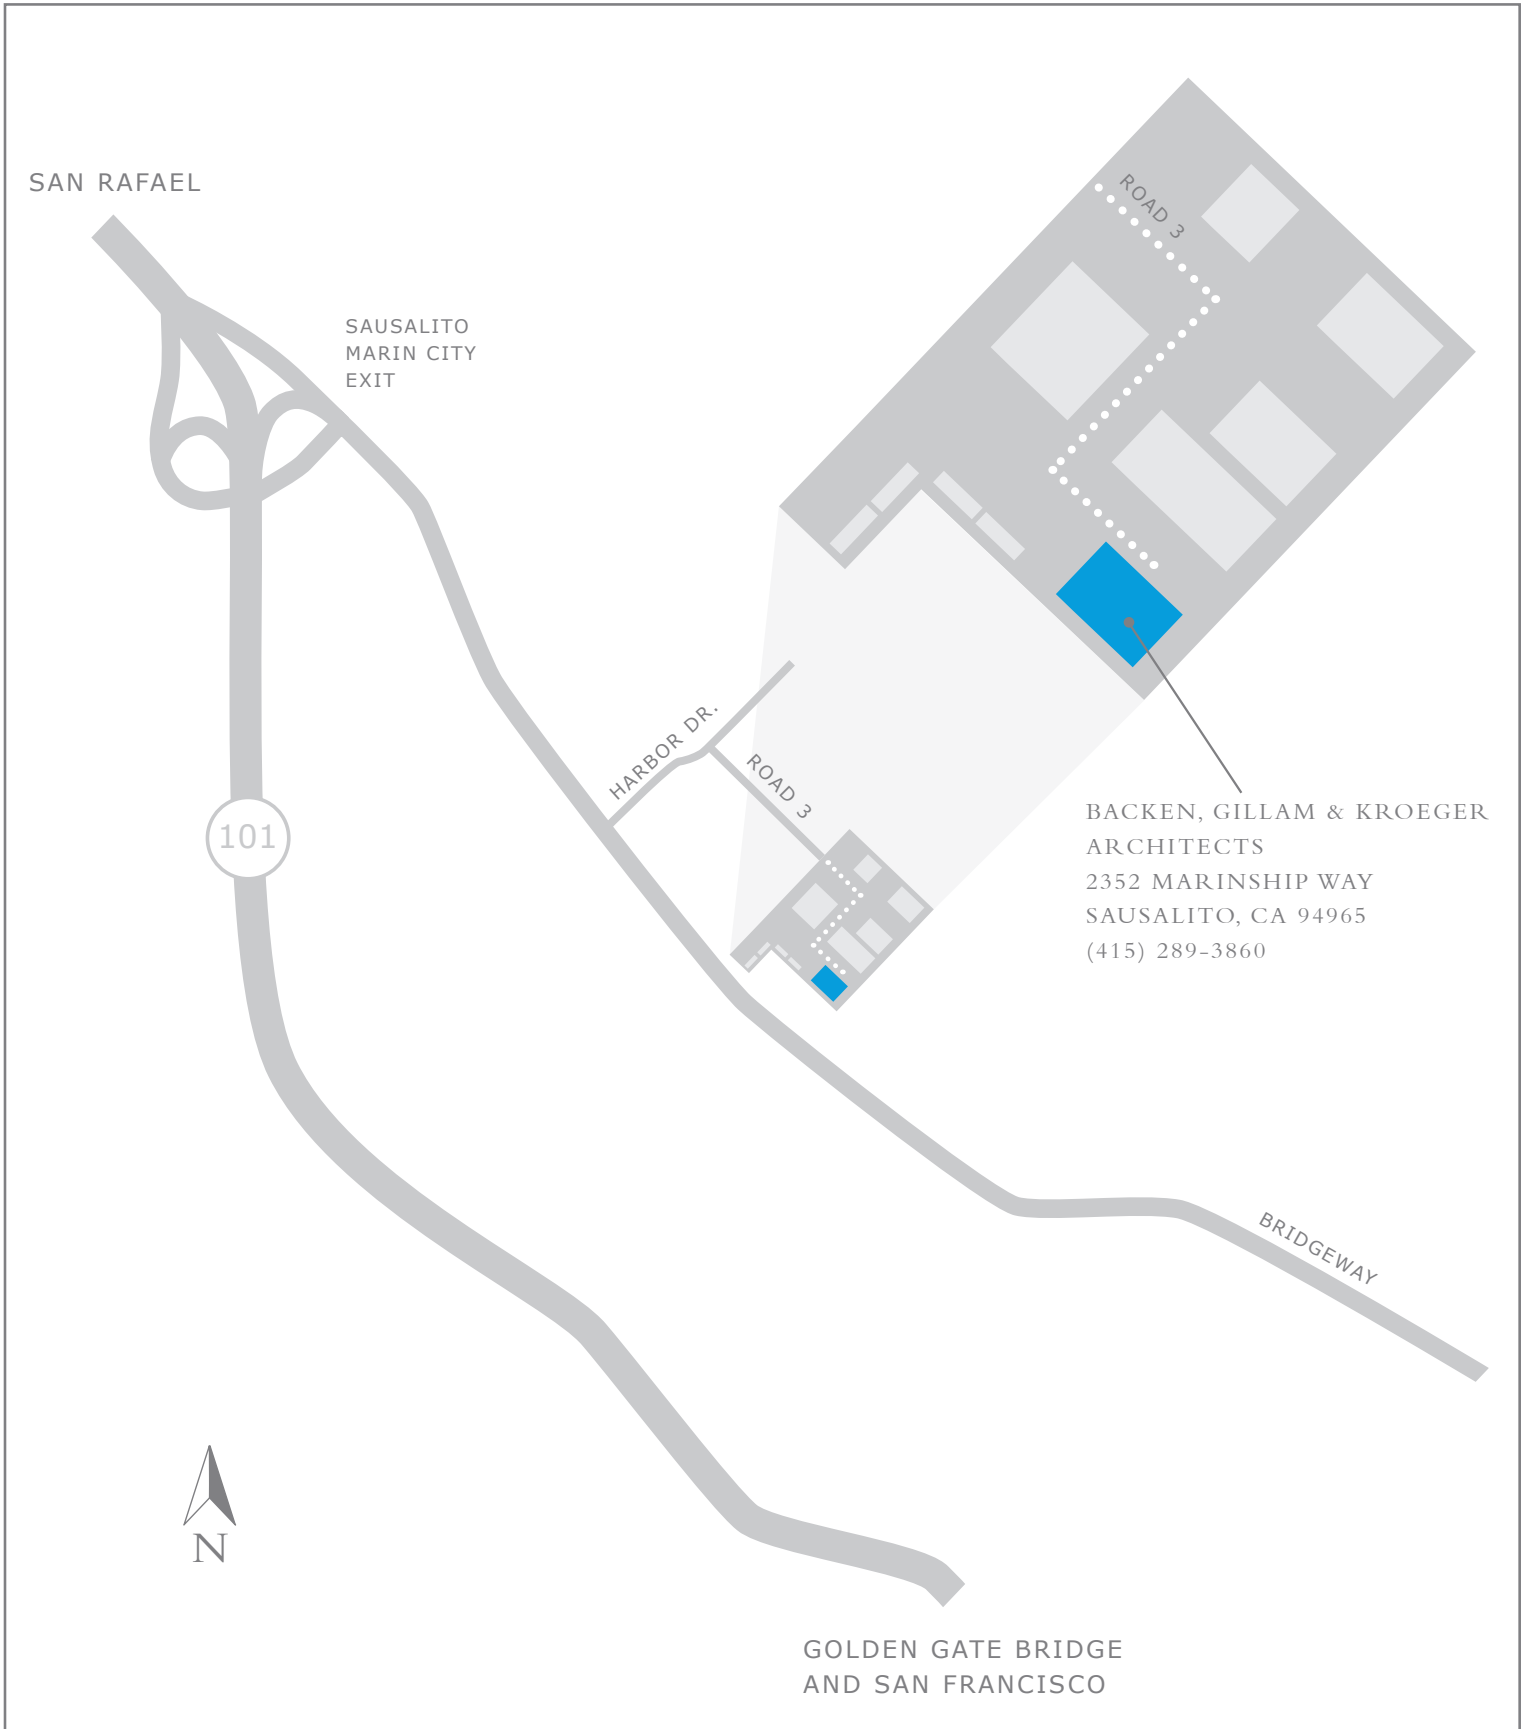 SAN RAFAEL
ROAD 3
SAUSALITO
MARIN CITY
EXIT
HARBOR DR.
ROAD 3
101
BACKEN, GILLAM & KROEGER
ARCHITECTS
2352 MARINSHIP WAY
SAUSALITO, CA 94965
(415) 289-3860
BRIDGEWAY
N
GOLDEN GATE BRIDGE
AND SAN FRANCISCO